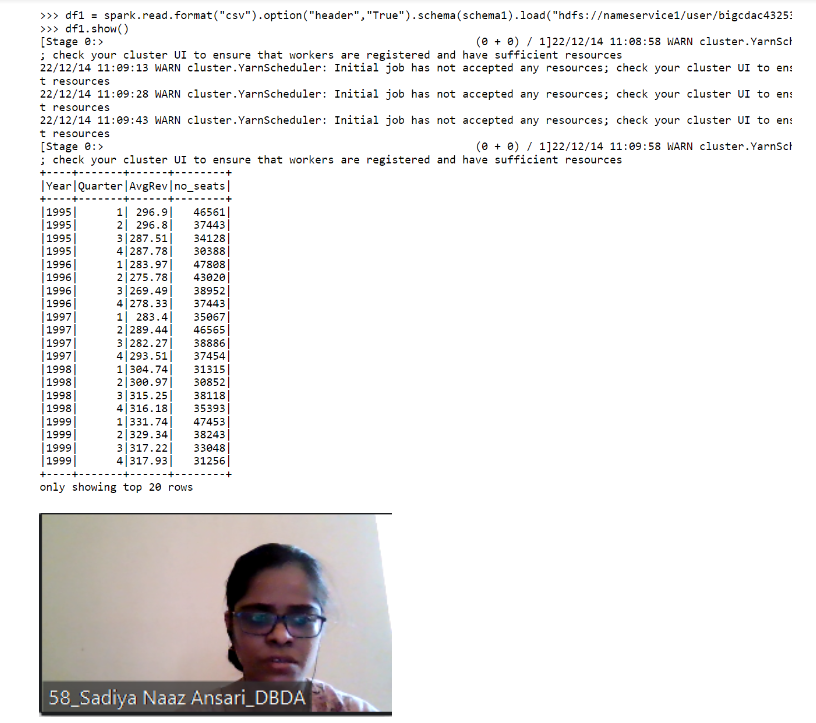 >>> df1 = spark.read.format("csv").option("header","True").schema(schema1).load("hdfs://nameservice1/user/bigcdac43253
>>> df1.show()
[Stage 0:> (0 + 0) / 1]22/12/14 11:08:58 WARN cluster.YarnSch
; check your cluster UI to ensure that workers are registered and have sufficient resources
22/12/14 11:09:13 WARN cluster.YarnScheduler: Initial job has not accepted any resources; check your cluster UI to ens
t resources
22/12/14 11:09:28 WARN cluster.YarnScheduler: Initial job has not accepted any resources; check your cluster UI to ens
t resources
22/12/14 11:09:43 WARN cluster.YarnScheduler: Initial job has not accepted any resources; check your cluster UI to ens
t resources
[Stage 0:> (0 + 0) / 1]22/12/14 11:09:58 WARN cluster.YarnSch
; check your cluster UI to ensure that workers are registered and have sufficient resources
+----+-------+------+--------+
|Year|Quarter|AvgRev|no_seats|
+----+-------+------+--------+
|1995|      1| 296.9|   46561|
|1995|      2| 296.8|   37443|
|1995|      3|287.51|   34128|
|1995|      4|287.78|   30388|
|1996|      1|283.97|   47808|
|1996|      2|275.78|   43020|
|1996|      3|269.49|   38952|
|1996|      4|278.33|   37443|
|1997|      1| 283.4|   35067|
|1997|      2|289.44|   46565|
|1997|      3|282.27|   38886|
|1997|      4|293.51|   37454|
|1998|      1|304.74|   31315|
|1998|      2|300.97|   30852|
|1998|      3|315.25|   38118|
|1998|      4|316.18|   35393|
|1999|      1|331.74|   47453|
|1999|      2|329.34|   38243|
|1999|      3|317.22|   33048|
|1999|      4|317.93|   31256|
+----+-------+------+--------+
only showing top 20 rows
58_Sadiya Naaz Ansari_DBDA